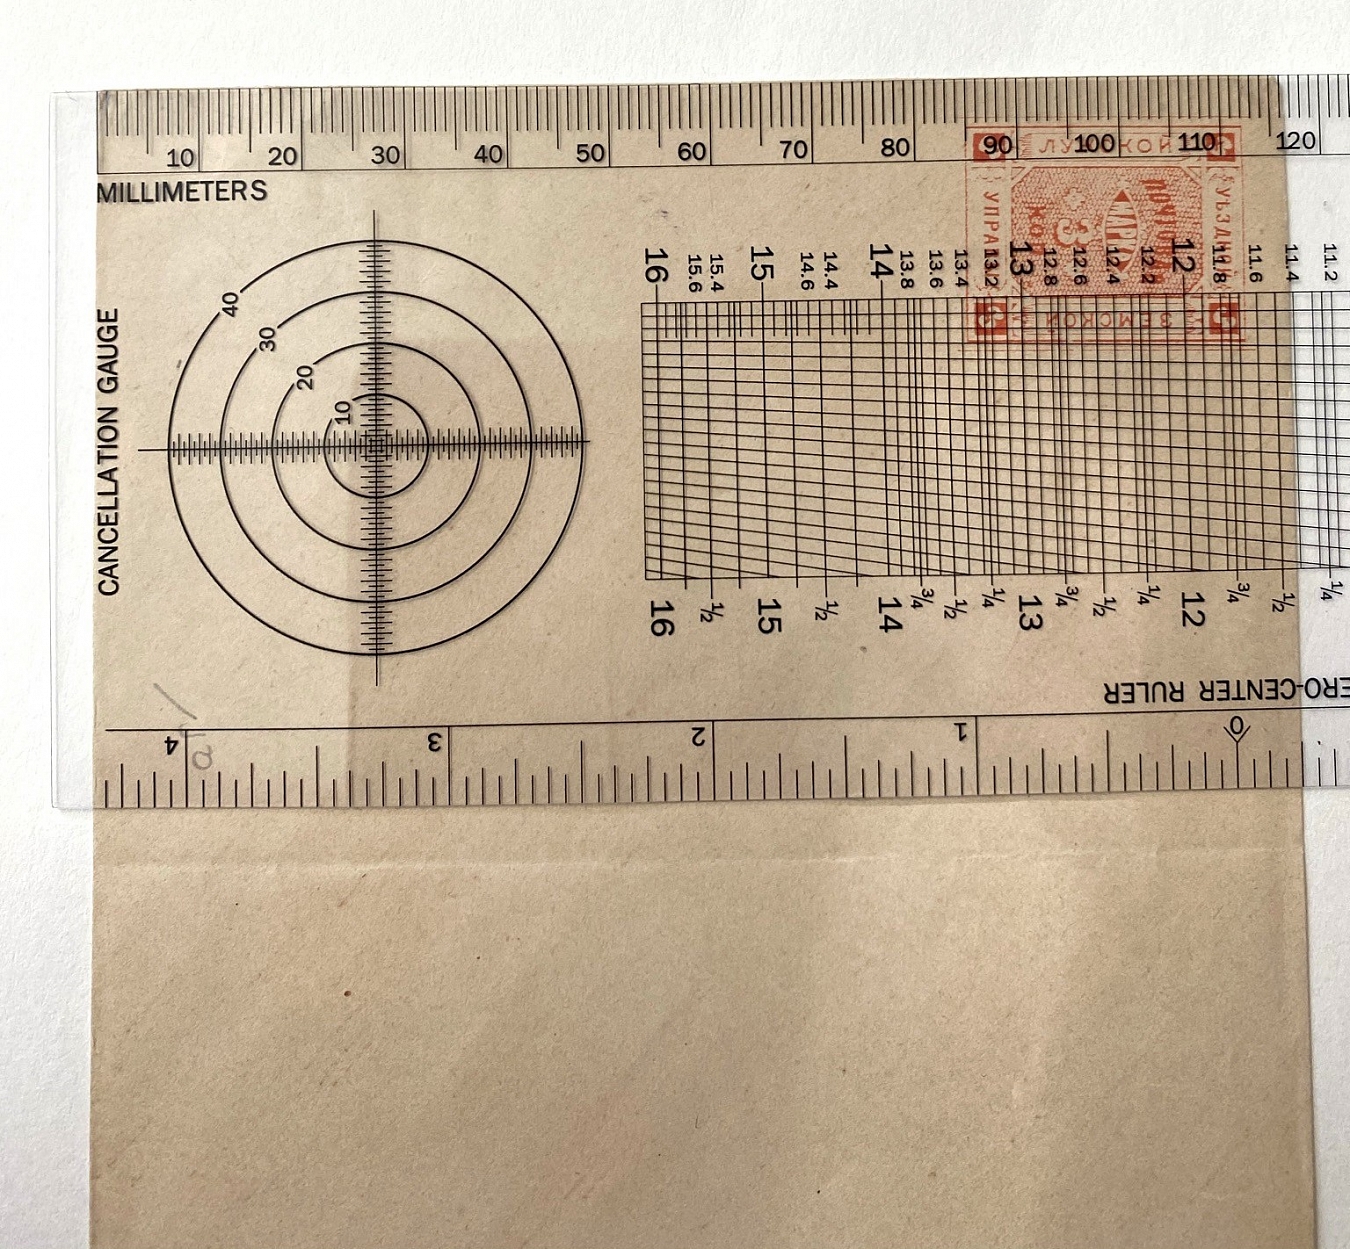 10 20 30 40 50 60 70 80 90 100 110 120
MILLIMETERS
CANCELLATION GAUGE
40
30
20
10
16 15.6 15.4 15 14.6 14.4 14 13.8 13.6 13.4 13.2 13 12.8 12.6 12.4 12.2 12 11.8 11.6 11.4 11.2
16 ½ 15 ½ 14 ¾ ½ ¼ 13 ¾ ½ ¼ 12 ¾ ½ ¼
ERO-CENTER RULER
4 3 2 1 0
3
3
ЗЕМСКОЙ